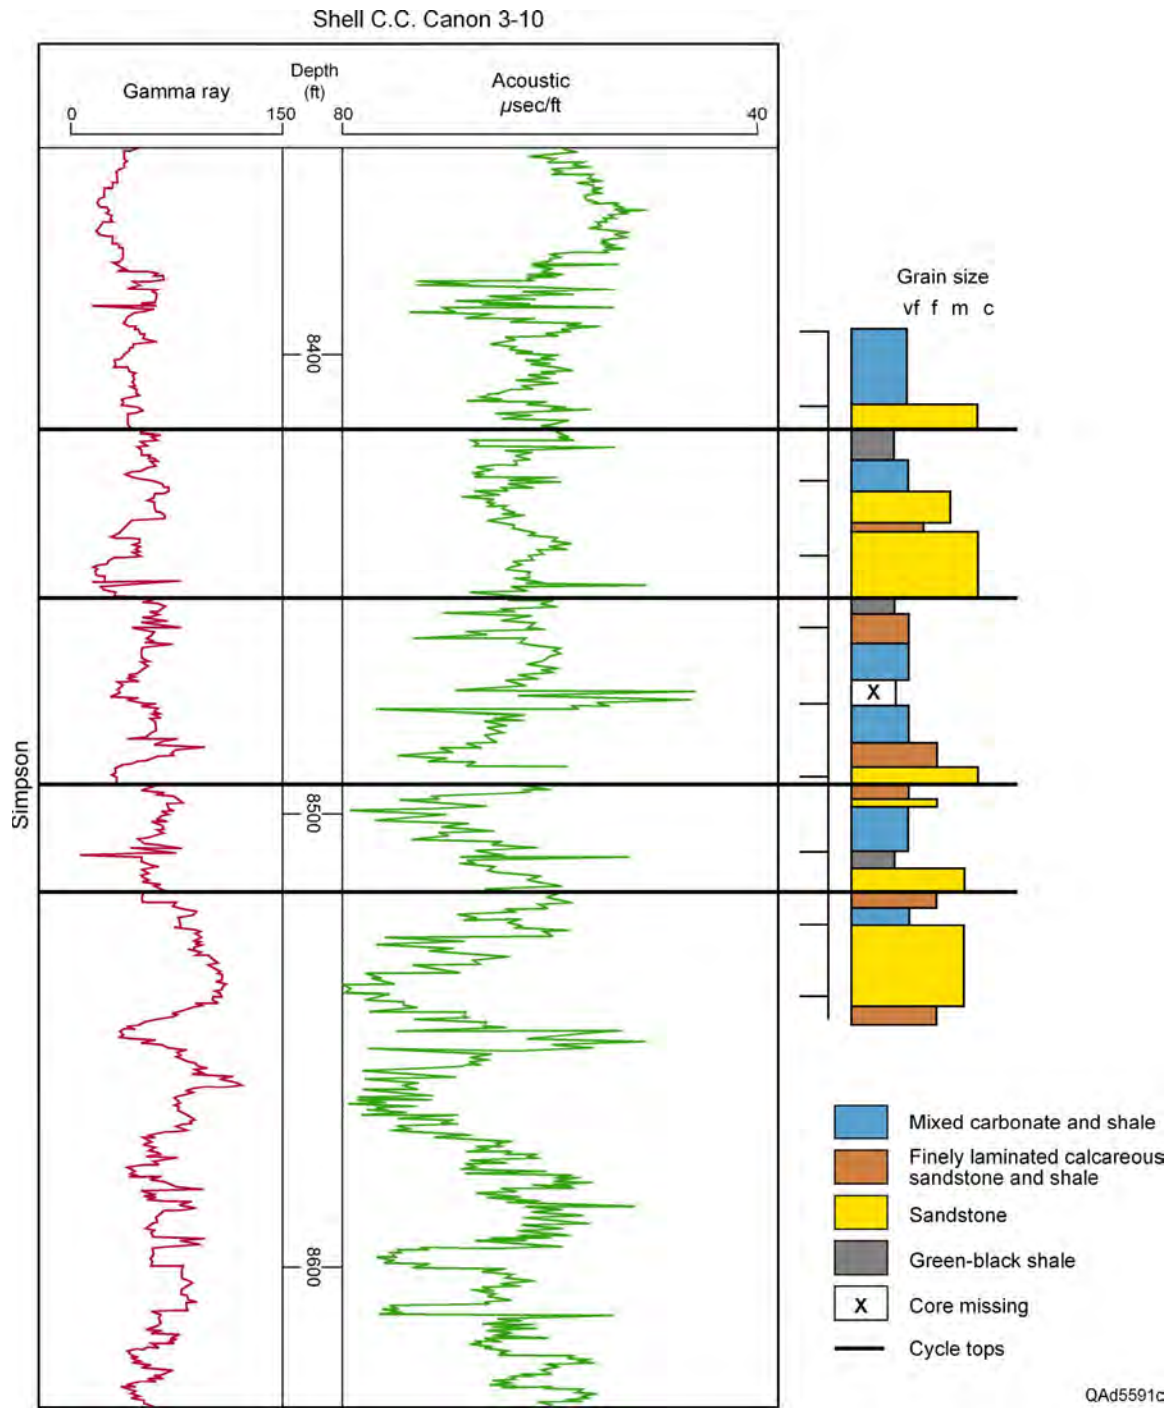 Shell C.C. Canon 3-10
Gamma ray
0 150
Depth
(ft)
Acoustic
µsec/ft
80 40
Simpson
8400
8500
8600
Grain size
vf f m c
X
Mixed carbonate and shale
Finely laminated calcareous
sandstone and shale
Sandstone
Green-black shale
X Core missing
Cycle tops
QAd5591c